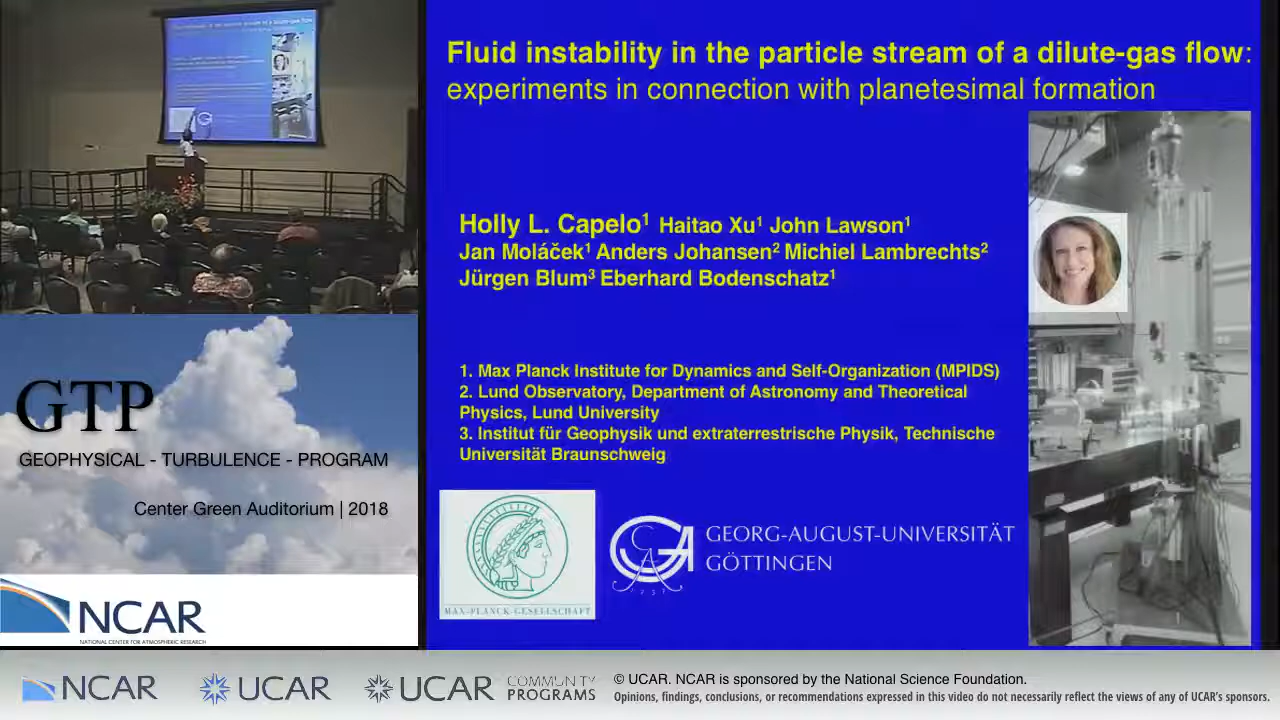 Fluid instability in the particle stream of a dilute-gas flow:
experiments in connection with planetesimal formation
Holly L. Capelo¹ Haitao Xu¹ John Lawson¹
Jan Moláček¹ Anders Johansen² Michiel Lambrechts²
Jürgen Blum³ Eberhard Bodenschatz¹
1. Max Planck Institute for Dynamics and Self-Organization (MPIDS)
2. Lund Observatory, Department of Astronomy and Theoretical
Physics, Lund University
3. Institut für Geophysik und extraterrestrische Physik, Technische
Universität Braunschweig
MAX-PLANCK-GESELLSCHAFT
GEORG-AUGUST-UNIVERSITÄT
GÖTTINGEN
GTP
GEOPHYSICAL - TURBULENCE - PROGRAM
Center Green Auditorium | 2018
NCAR
NATIONAL CENTER FOR ATMOSPHERIC RESEARCH
NCAR
UCAR
UCAR
COMMUNITY
PROGRAMS
© UCAR. NCAR is sponsored by the National Science Foundation.
Opinions, findings, conclusions, or recommendations expressed in this video do not necessarily reflect the views of any of UCAR's sponsors.